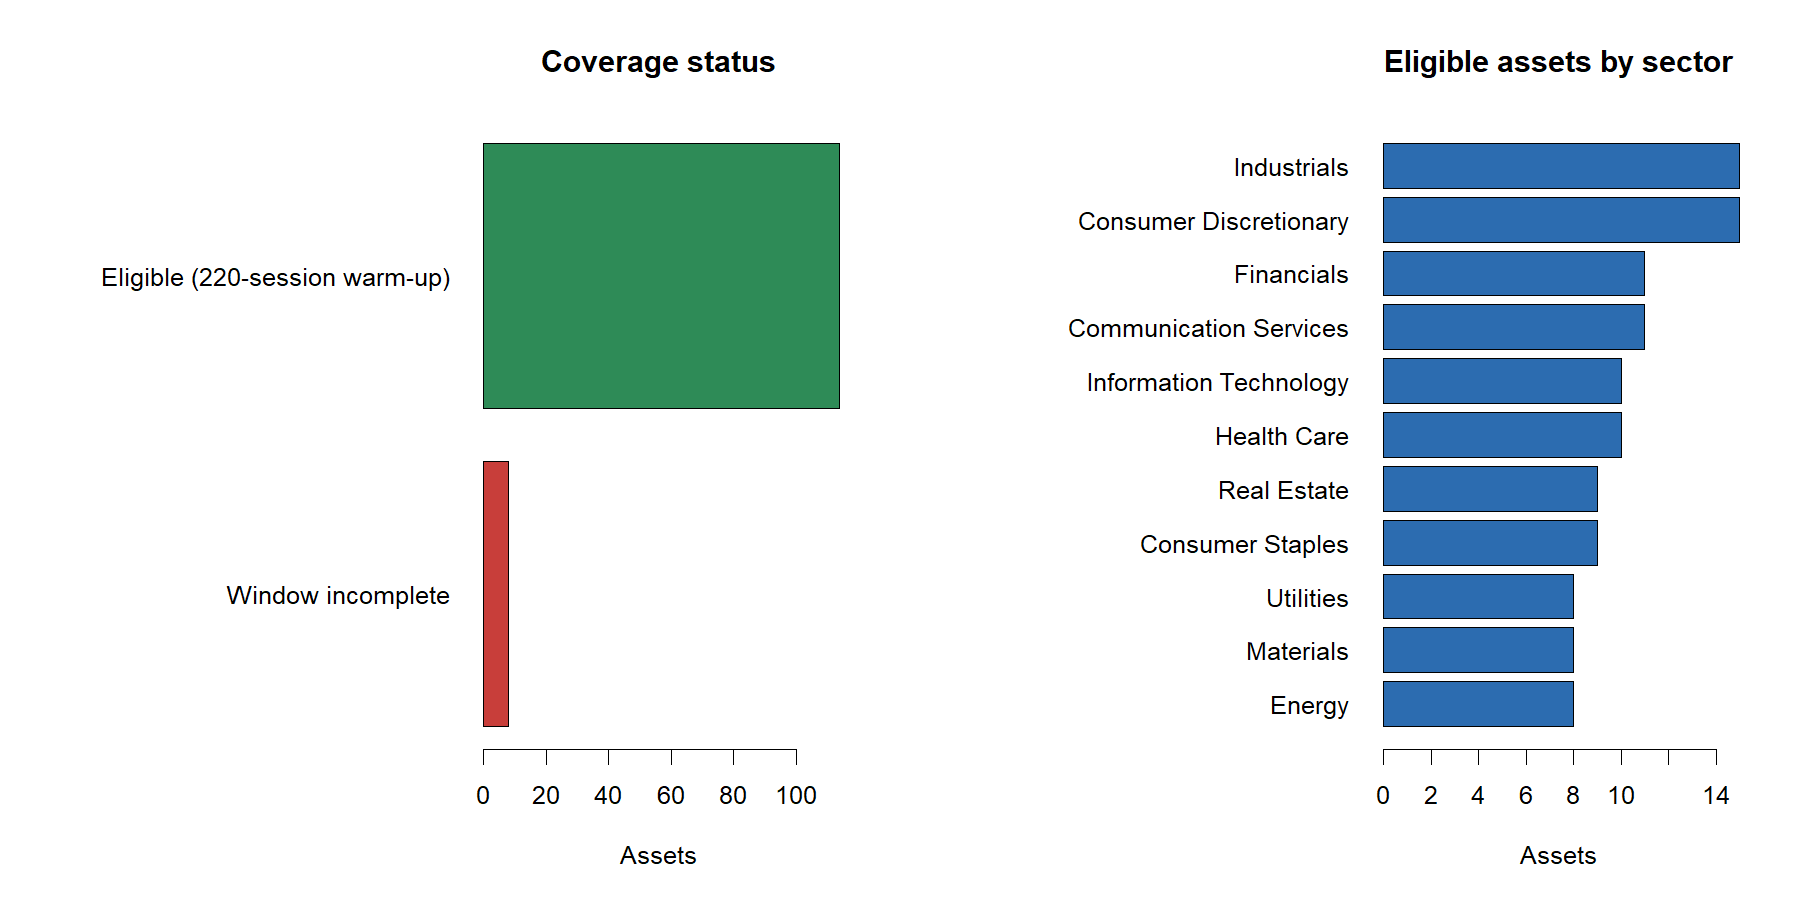 Coverage status
Eligible (220-session warm-up)
Window incomplete
0 20 40 60 80 100
Assets
Eligible assets by sector
Industrials
Consumer Discretionary
Financials
Communication Services
Information Technology
Health Care
Real Estate
Consumer Staples
Utilities
Materials
Energy
0 2 4 6 8 10 14
Assets